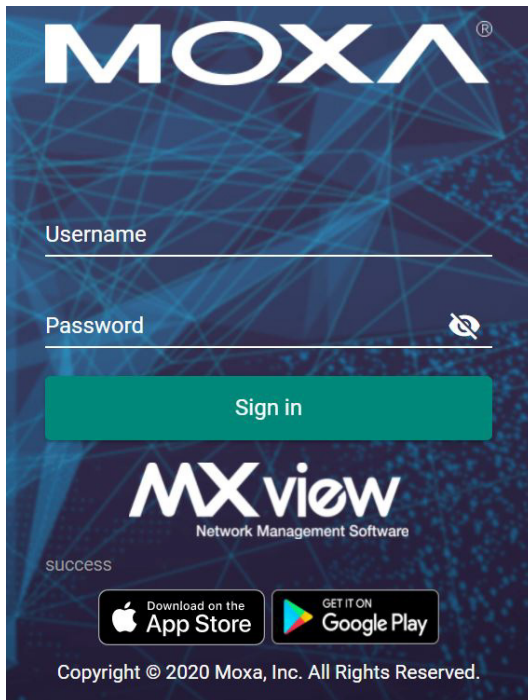 MOXA®
Username
Password
Sign in
MXview
Network Management Software
success
Download on the
App Store
GET IT ON
Google Play
Copyright © 2020 Moxa, Inc. All Rights Reserved.